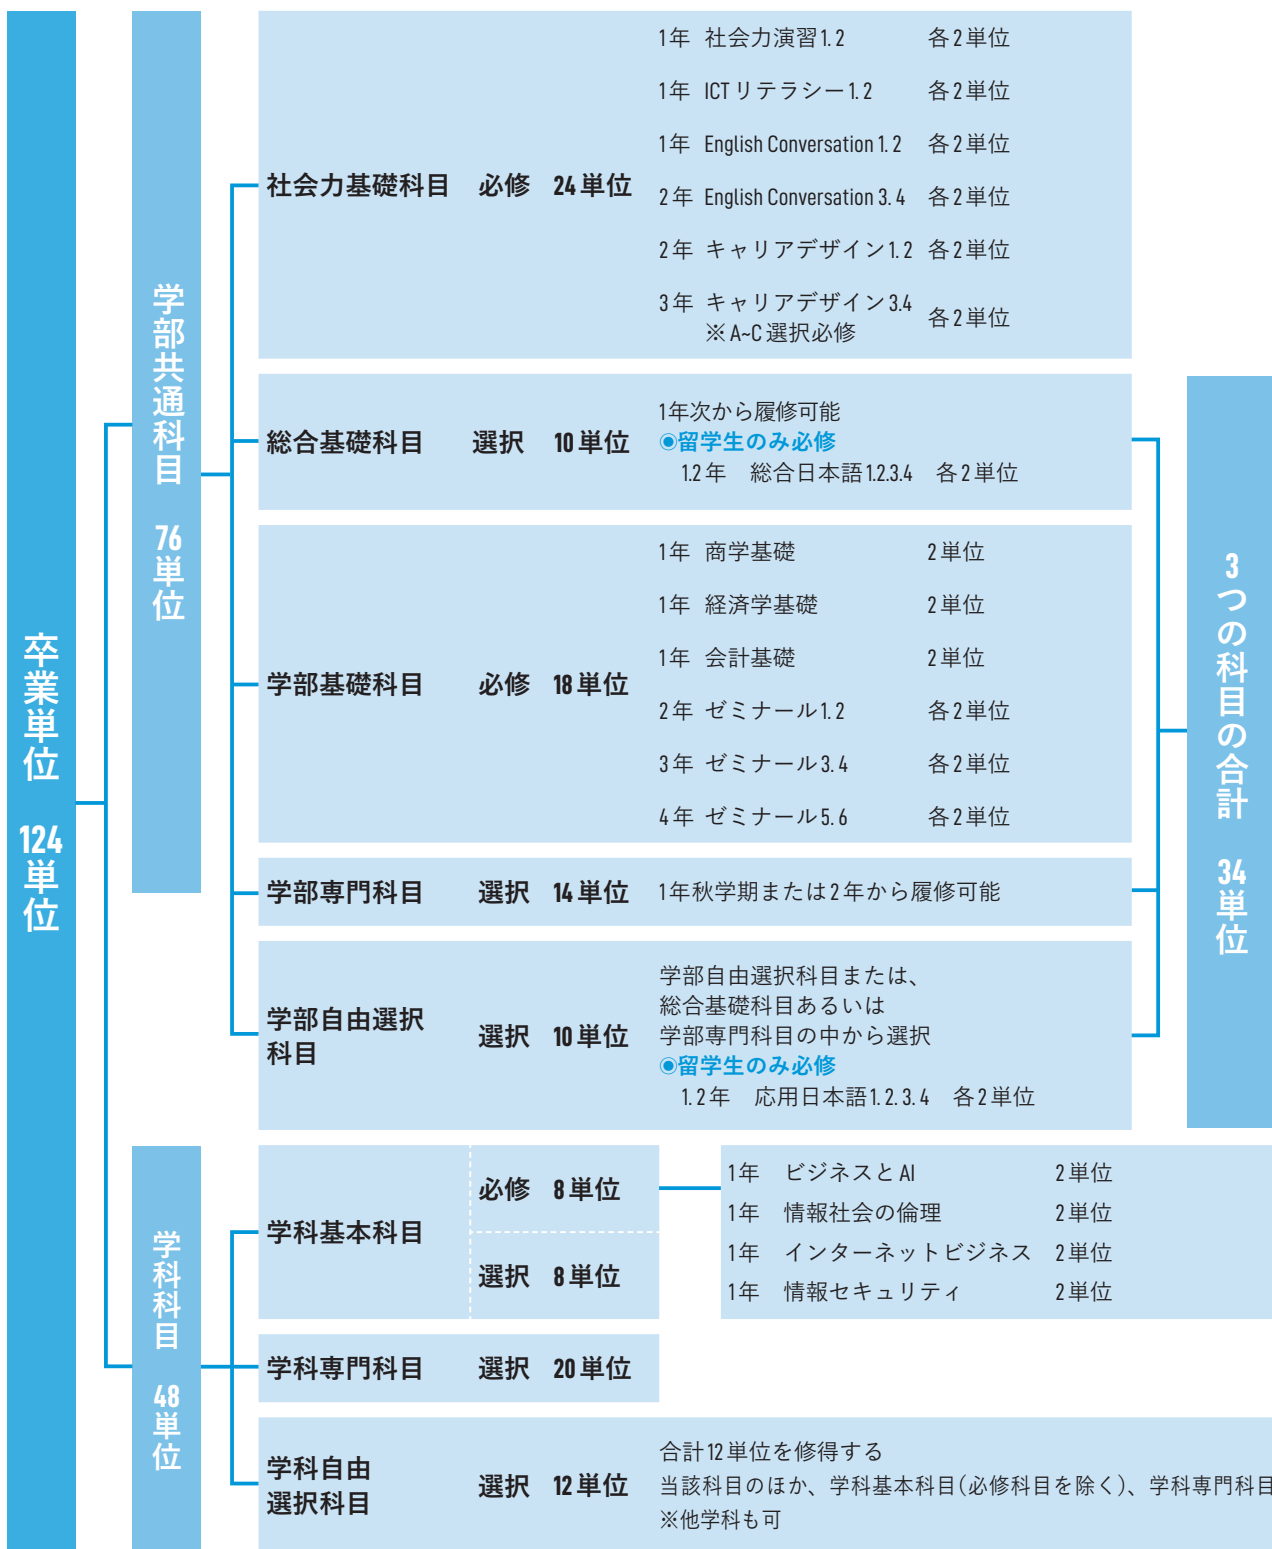 卒業単位 124単位
学部共通科目 76単位
社会力基礎科目 必修 24単位
1年 社会力演習1.2 各2単位
1年 ICTリテラシー1.2 各2単位
1年 English Conversation 1.2 各2単位
2年 English Conversation 3.4 各2単位
2年 キャリアデザイン1.2 各2単位
3年 キャリアデザイン3.4 各2単位
※A~C選択必修
総合基礎科目 選択 10単位
1年次から履修可能
◉留学生のみ必修
1.2年 総合日本語1.2.3.4 各2単位
学部基礎科目 必修 18単位
1年 商学基礎 2単位
1年 経済学基礎 2単位
1年 会計基礎 2単位
2年 ゼミナール1.2 各2単位
3年 ゼミナール3.4 各2単位
4年 ゼミナール5.6 各2単位
学部専門科目 選択 14単位 1年秋学期または2年から履修可能
学部自由選択
科目
選択 10単位
学部自由選択科目または、
総合基礎科目あるいは
学部専門科目の中から選択
◉留学生のみ必修
1.2年 応用日本語1.2.3.4 各2単位
3つの科目の合計 34単位
学科科目 48単位
学科基本科目
必修 8単位
選択 8単位
1年 ビジネスとAI 2単位
1年 情報社会の倫理 2単位
1年 インターネットビジネス 2単位
1年 情報セキュリティ 2単位
学科専門科目 選択 20単位
学科自由
選択科目
選択 12単位
合計12単位を修得する
当該科目のほか、学科基本科目(必修科目を除く)、学科専門科目
※他学科も可